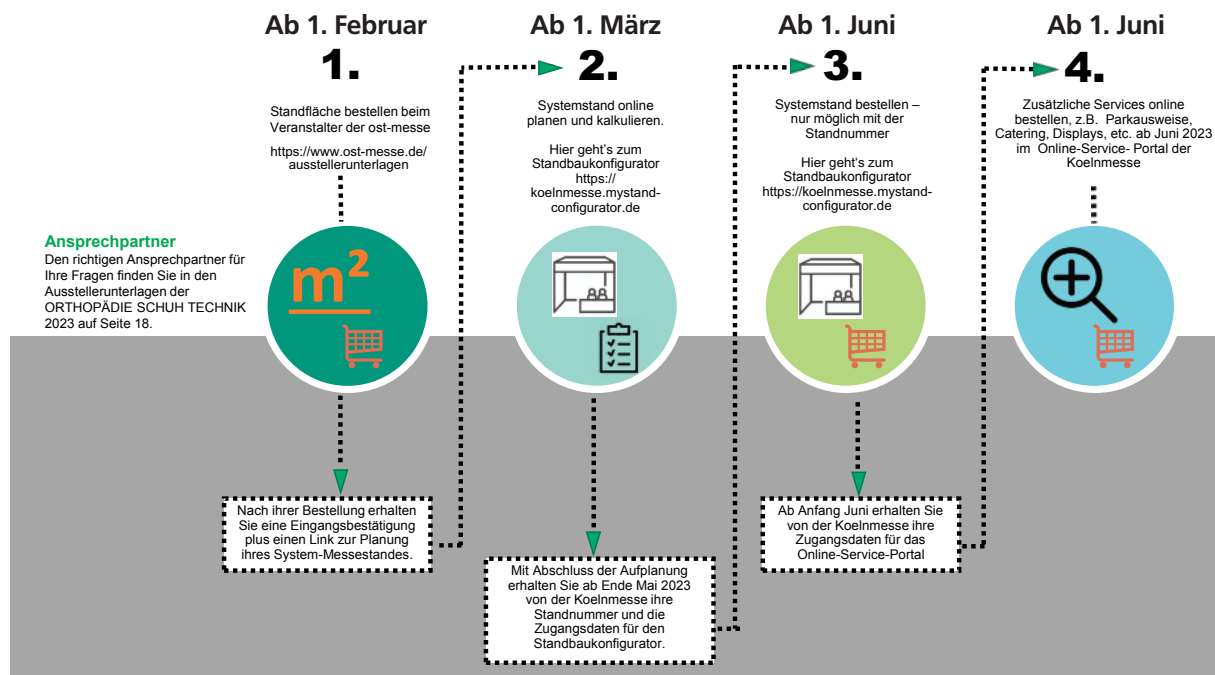 Ab 1. Februar
1.
Standfläche bestellen beim
Veranstalter der ost-messe
https://www.ost-messe.de/
ausstellerunterlagen
Ansprechpartner
Den richtigen Ansprechpartner für
Ihre Fragen finden Sie in den
Ausstellerunterlagen der
ORTHOPÄDIE SCHUH TECHNIK
2023 auf Seite 18.
m²
Nach ihrer Bestellung erhalten
Sie eine Eingangsbestätigung
plus einen Link zur Planung
ihres System-Messestandes.
Ab 1. März
2.
Systemstand online
planen und kalkulieren.
Hier geht's zum
Standbaukonfigurator
https://
koelnmesse.mystand-
configurator.de
Mit Abschluss der Aufplanung
erhalten Sie ab Ende Mai 2023
von der Koelnmesse ihre
Standnummer und die
Zugangsdaten für den
Standbaukonfigurator.
Ab 1. Juni
3.
Systemstand bestellen –
nur möglich mit der
Standnummer
Hier geht's zum
Standbaukonfigurator
https://koelnmesse.mystand-
configurator.de
Ab Anfang Juni erhalten Sie
von der Koelnmesse ihre
Zugangsdaten für das
Online-Service-Portal
Ab 1. Juni
4.
Zusätzliche Services online
bestellen, z.B. Parkausweise,
Catering, Displays, etc. ab Juni 2023
im Online-Service- Portal der
Koelnmesse